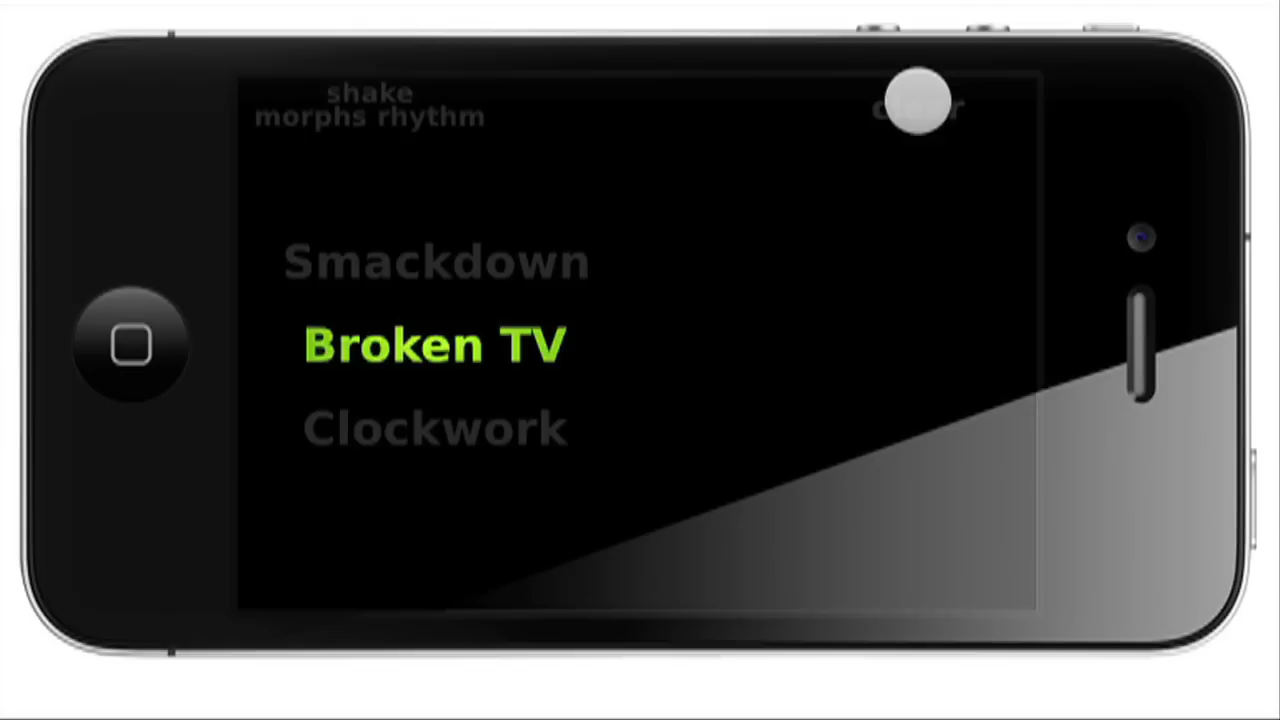 shake
morphs rhythm
Smackdown
Broken TV
Clockwork